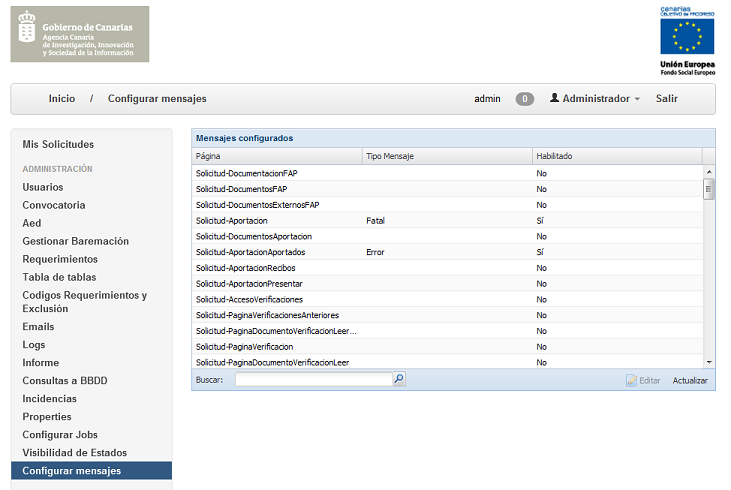 Gobierno de Canarias
Agencia Canaria
de Investigación, Innovación
y Sociedad de la Información
canarias
OBJETIVO DE PROGRESO
Unión Europea
Fondo Social Europeo
Inicio / Configurar mensajes
admin 0 Administrador Salir
Mis Solicitudes
ADMINISTRACIÓN
Usuarios
Convocatoria
Aed
Gestionar Baremación
Requerimientos
Tabla de tablas
Codigos Requerimientos y
Exclusión
Emails
Logs
Informe
Consultas a BBDD
Incidencias
Properties
Configurar Jobs
Visibilidad de Estados
Configurar mensajes
Mensajes configurados
Página Tipo Mensaje Habilitado
Solicitud-DocumentacionFAP No
Solicitud-DocumentosFAP No
Solicitud-DocumentosExternosFAP No
Solicitud-Aportacion Fatal Sí
Solicitud-DocumentosAportacion No
Solicitud-AportacionAportados Error Sí
Solicitud-AportacionRecibos No
Solicitud-AportacionPresentar No
Solicitud-AccesoVerificaciones No
Solicitud-PaginaVerificacionesAnteriores No
Solicitud-PaginaDocumentoVerificacionLeer... No
Solicitud-PaginaVerificacion No
Solicitud-PaginaDocumentoVerificacionLeer No
Buscar: Editar Actualizar